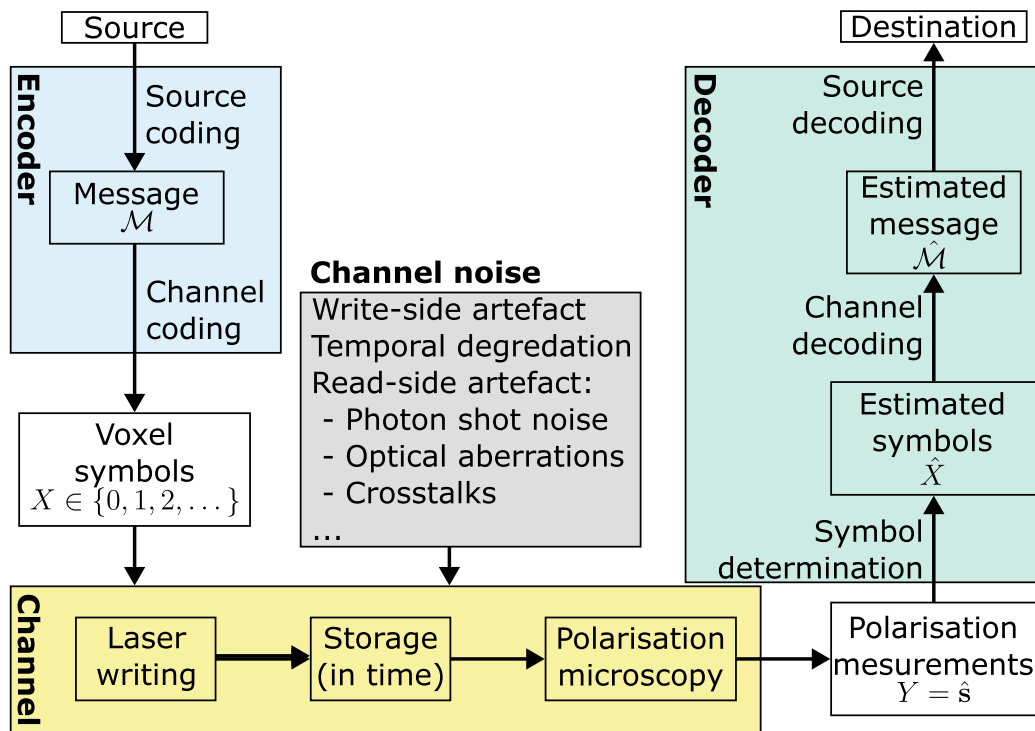 Source
Encoder
Source
coding
Message
ℳ
Channel
coding
Voxel
symbols
X ∈ {0, 1, 2, . . . }
Channel noise
Write-side artefact
Temporal degredation
Read-side artefact:
- Photon shot noise
- Optical aberrations
- Crosstalks
...
Channel
Laser
writing
Storage
(in time)
Polarisation
microscopy
Polarisation
mesurements
Y = ŝ
Decoder
Symbol
determination
Estimated
symbols
X̂
Channel
decoding
Estimated
message
ℳ̂
Source
decoding
Destination